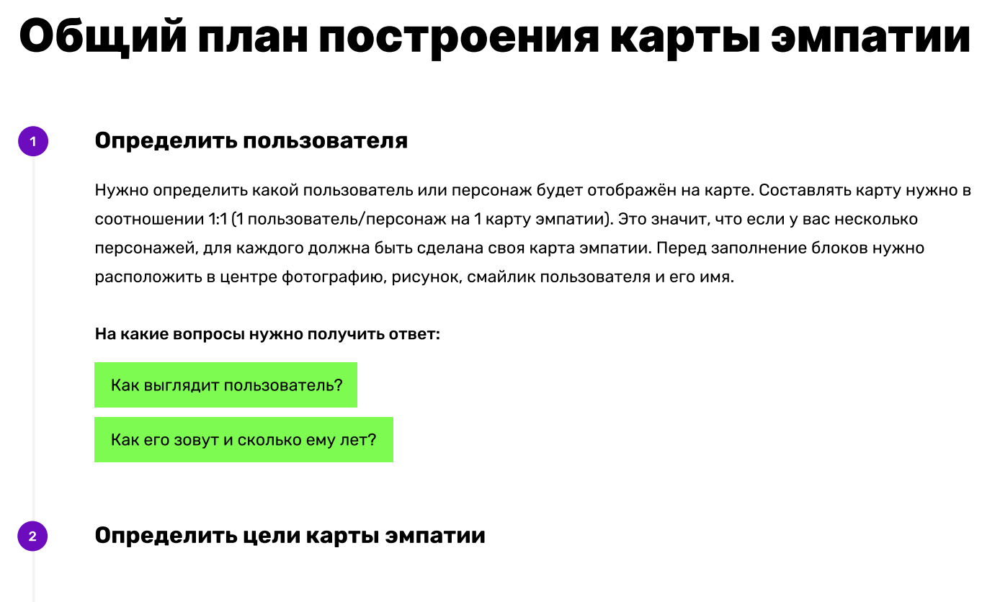 Общий план построения карты эмпатии
1
Определить пользователя
Нужно определить какой пользователь или персонаж будет отображён на карте. Составлять карту нужно в
соотношении 1:1 (1 пользователь/персонаж на 1 карту эмпатии). Это значит, что если у вас несколько
персонажей, для каждого должна быть сделана своя карта эмпатии. Перед заполнение блоков нужно
расположить в центре фотографию, рисунок, смайлик пользователя и его имя.
На какие вопросы нужно получить ответ:
Как выглядит пользователь?
Как его зовут и сколько ему лет?
2
Определить цели карты эмпатии